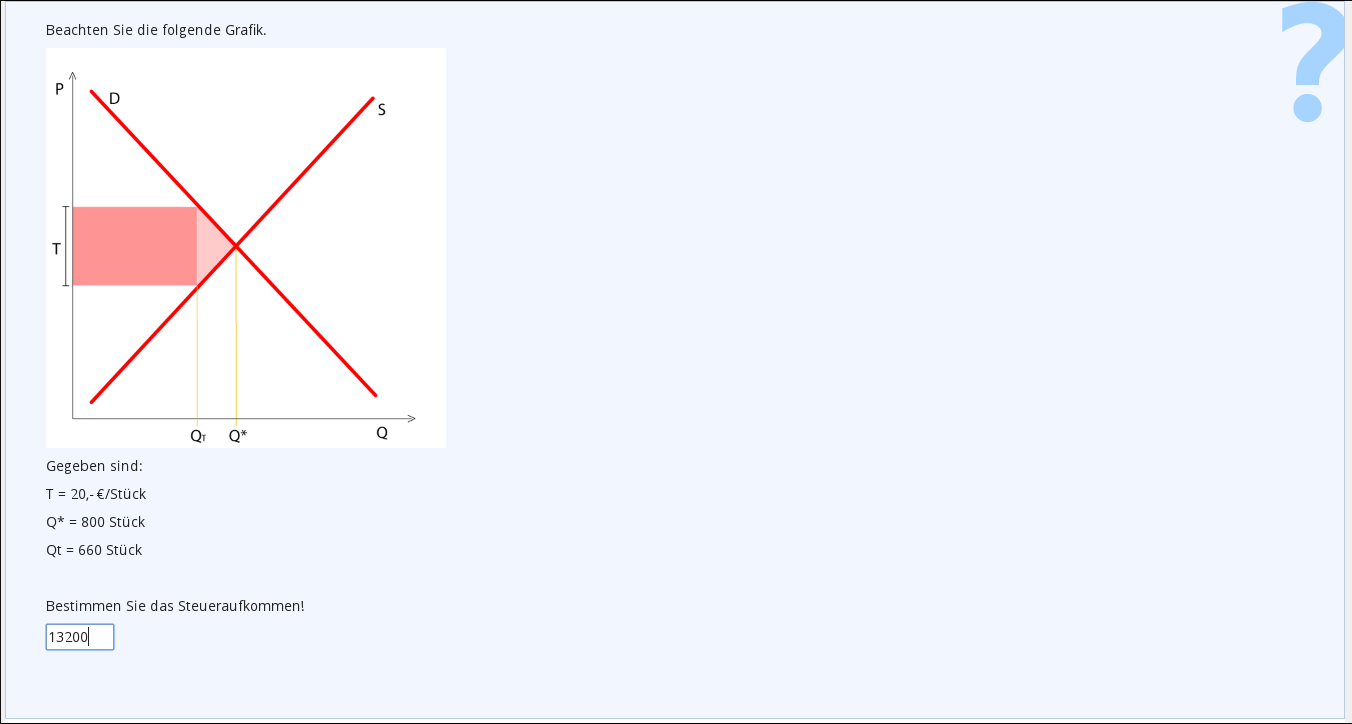 Beachten Sie die folgende Grafik.
?
P
D
S
T
QT
Q*
Q
Gegeben sind:
T = 20,- €/Stück
Q* = 800 Stück
Qt = 660 Stück
Bestimmen Sie das Steueraufkommen!
13200